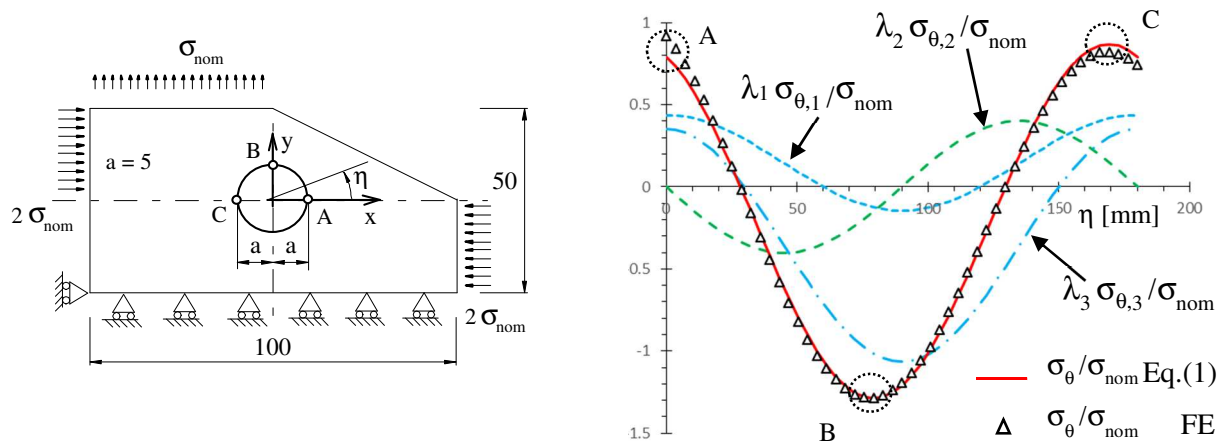 σnom
a = 5
y
B
η
C
A
x
a
a
50
2 σnom
2 σnom
100
1
0.5
0
-0.5
-1
1.5
0
50
100
150
200
η [mm]
A
C
B
λ1 σθ,1/σnom
λ2 σθ,2/σnom
λ3 σθ,3/σnom
σθ/σnom Eq.(1)
σθ/σnom FE